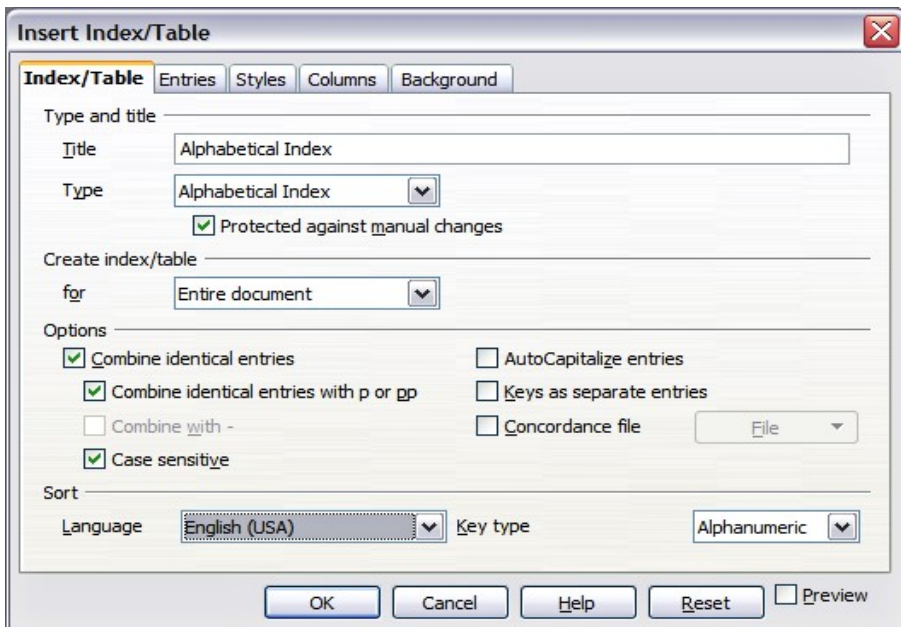 Insert Index/Table
Index/Table Entries Styles Columns Background
Type and title
Title Alphabetical Index
Type Alphabetical Index
Protected against manual changes
Create index/table
for Entire document
Options
Combine identical entries AutoCapitalize entries
Combine identical entries with p or pp Keys as separate entries
Combine with - Concordance file File
Case sensitive
Sort
Language English (USA) Key type Alphanumeric
OK Cancel Help Reset Preview